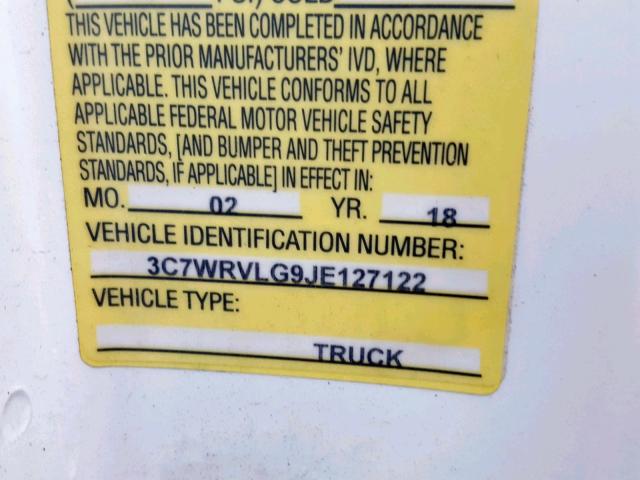 THIS VEHICLE HAS BEEN COMPLETED IN ACCORDANCE
WITH THE PRIOR MANUFACTURERS' IVD, WHERE
APPLICABLE. THIS VEHICLE CONFORMS TO ALL
APPLICABLE FEDERAL MOTOR VEHICLE SAFETY
STANDARDS, [AND BUMPER AND THEFT PREVENTION
STANDARDS, IF APPLICABLE] IN EFFECT IN:
MO. 02 YR. 18
VEHICLE IDENTIFICATION NUMBER:
3C7WRVLG9JE127122
VEHICLE TYPE:
TRUCK